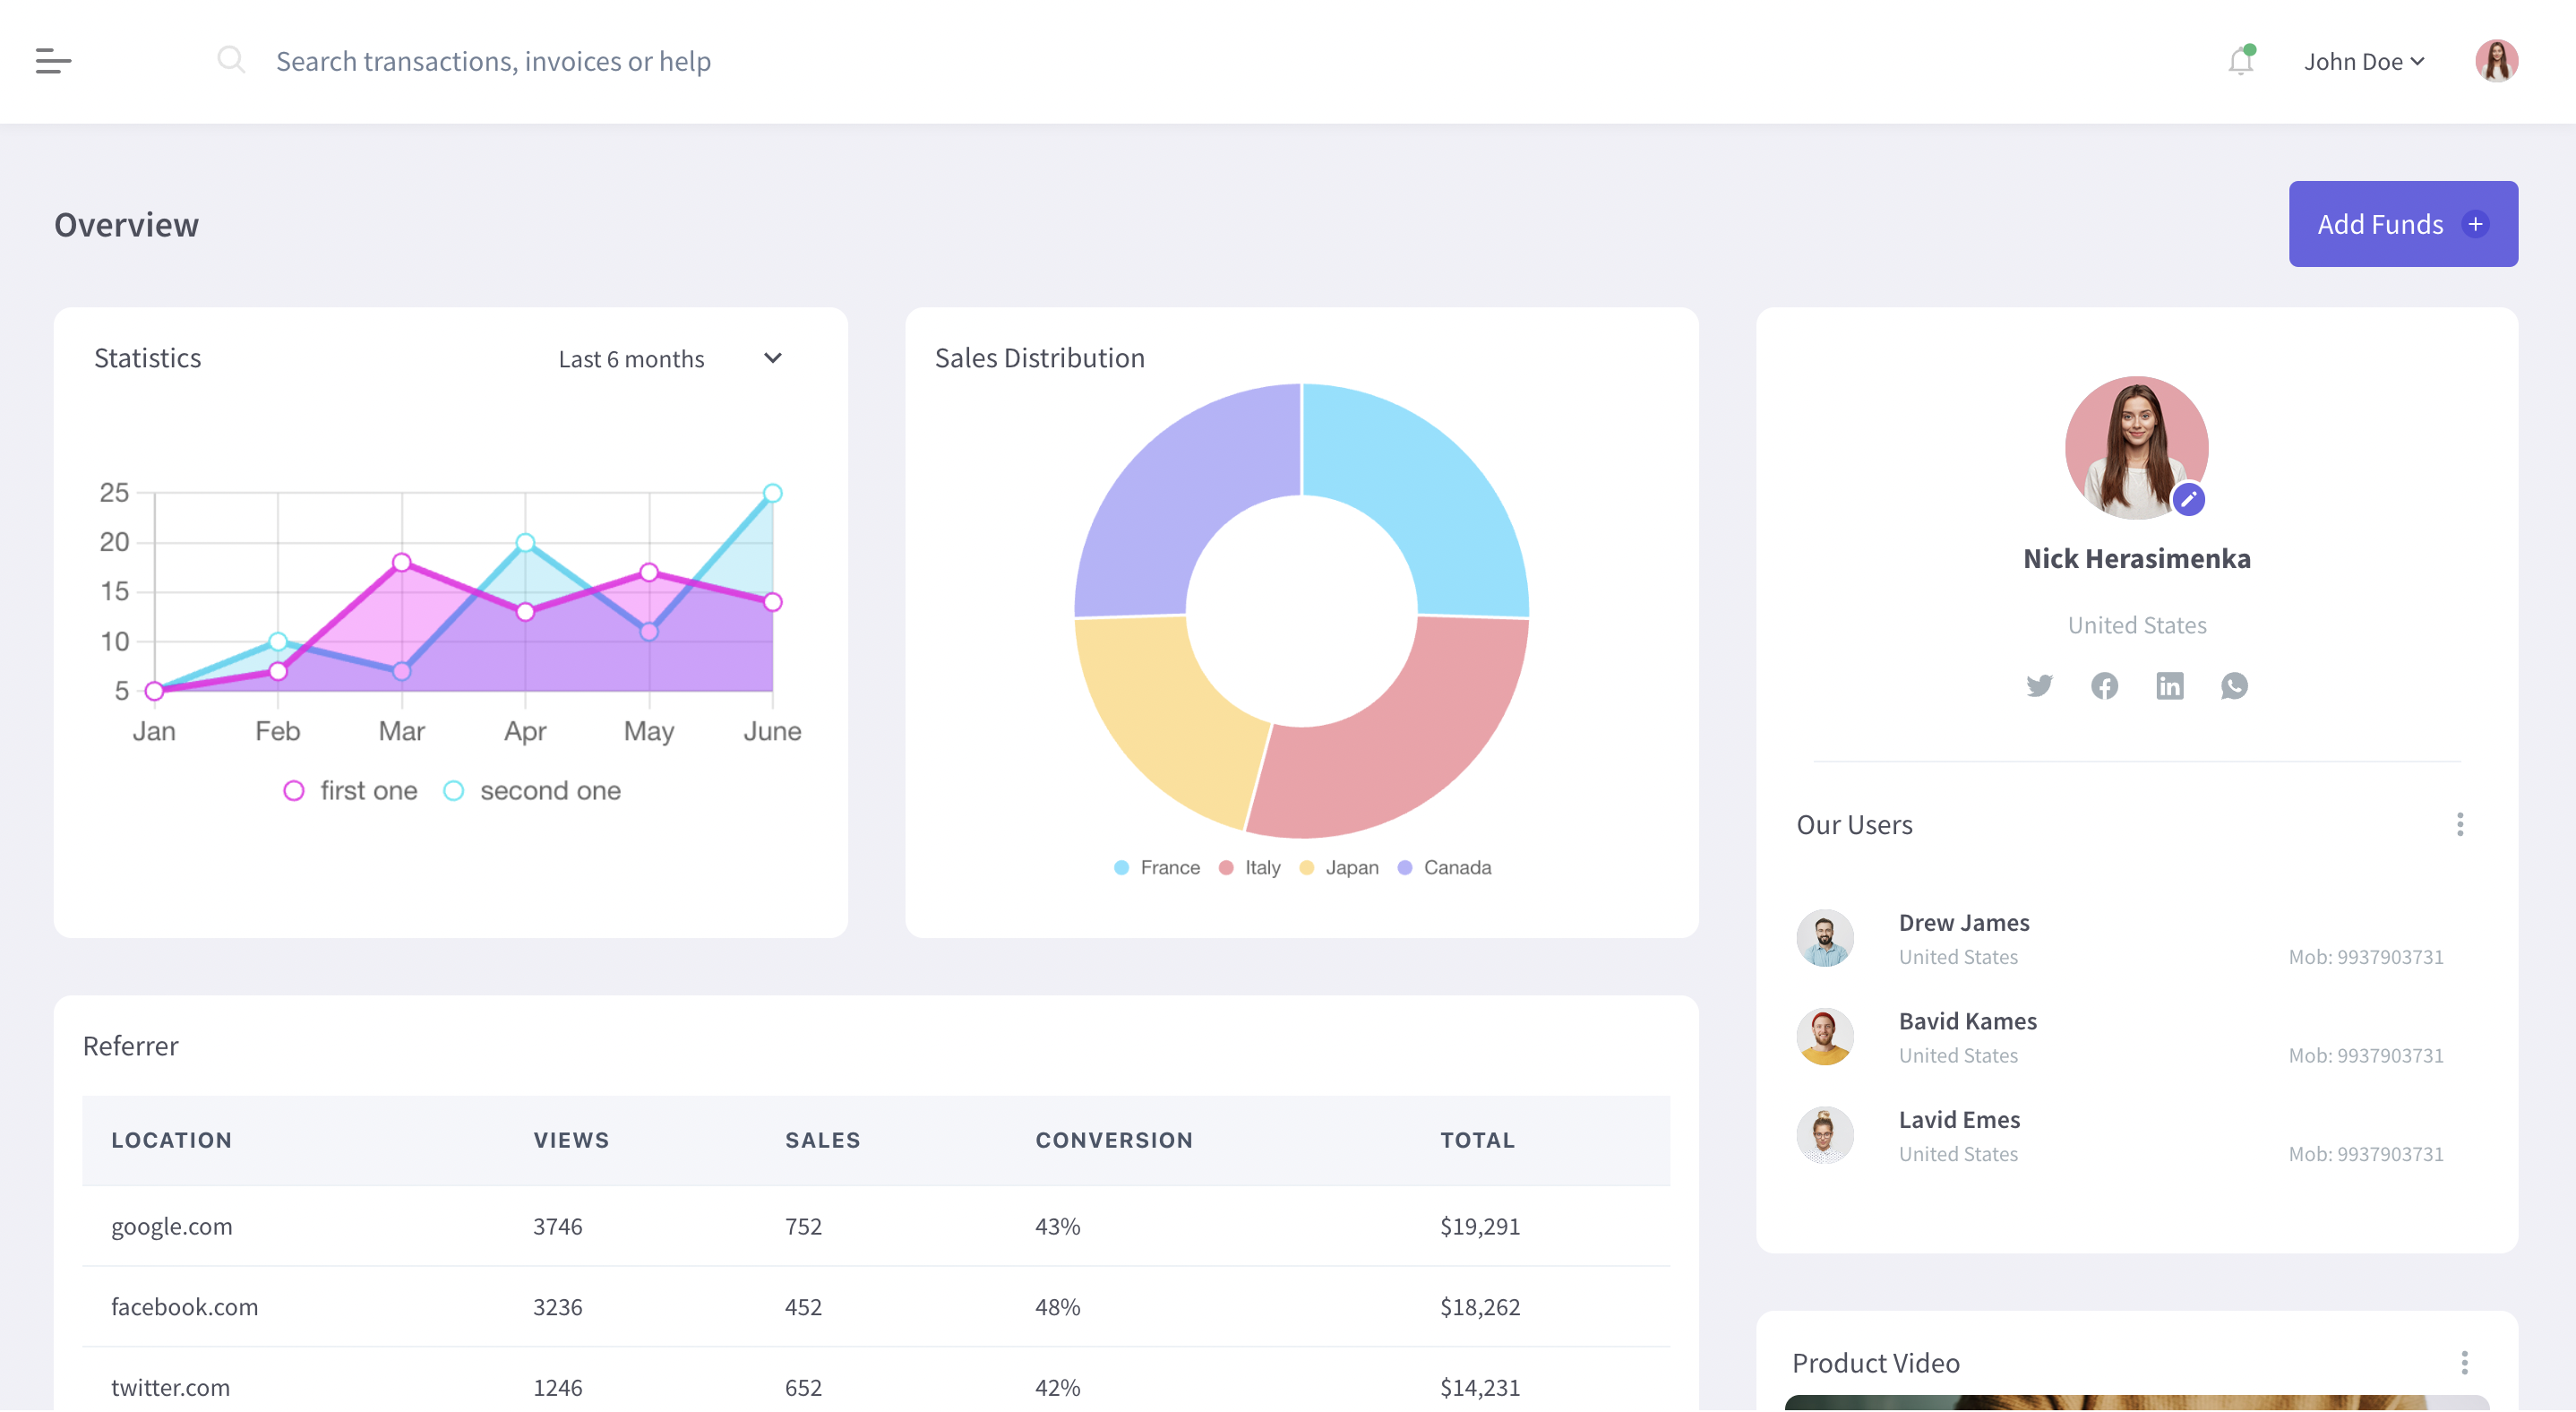 Search transactions, invoices or help
John Doe
Overview
Add Funds
Statistics
Last 6 months
25
20
15
10
5
Jan Feb Mar Apr May June
first one second one
Sales Distribution
France Italy Japan Canada
Nick Herasimenka
United States
Our Users
Drew James
United States Mob: 9937903731
Bavid Kames
United States Mob: 9937903731
Lavid Emes
United States Mob: 9937903731
Referrer
LOCATION VIEWS SALES CONVERSION TOTAL
google.com 3746 752 43% $19,291
facebook.com 3236 452 48% $18,262
twitter.com 1246 652 42% $14,231
Product Video